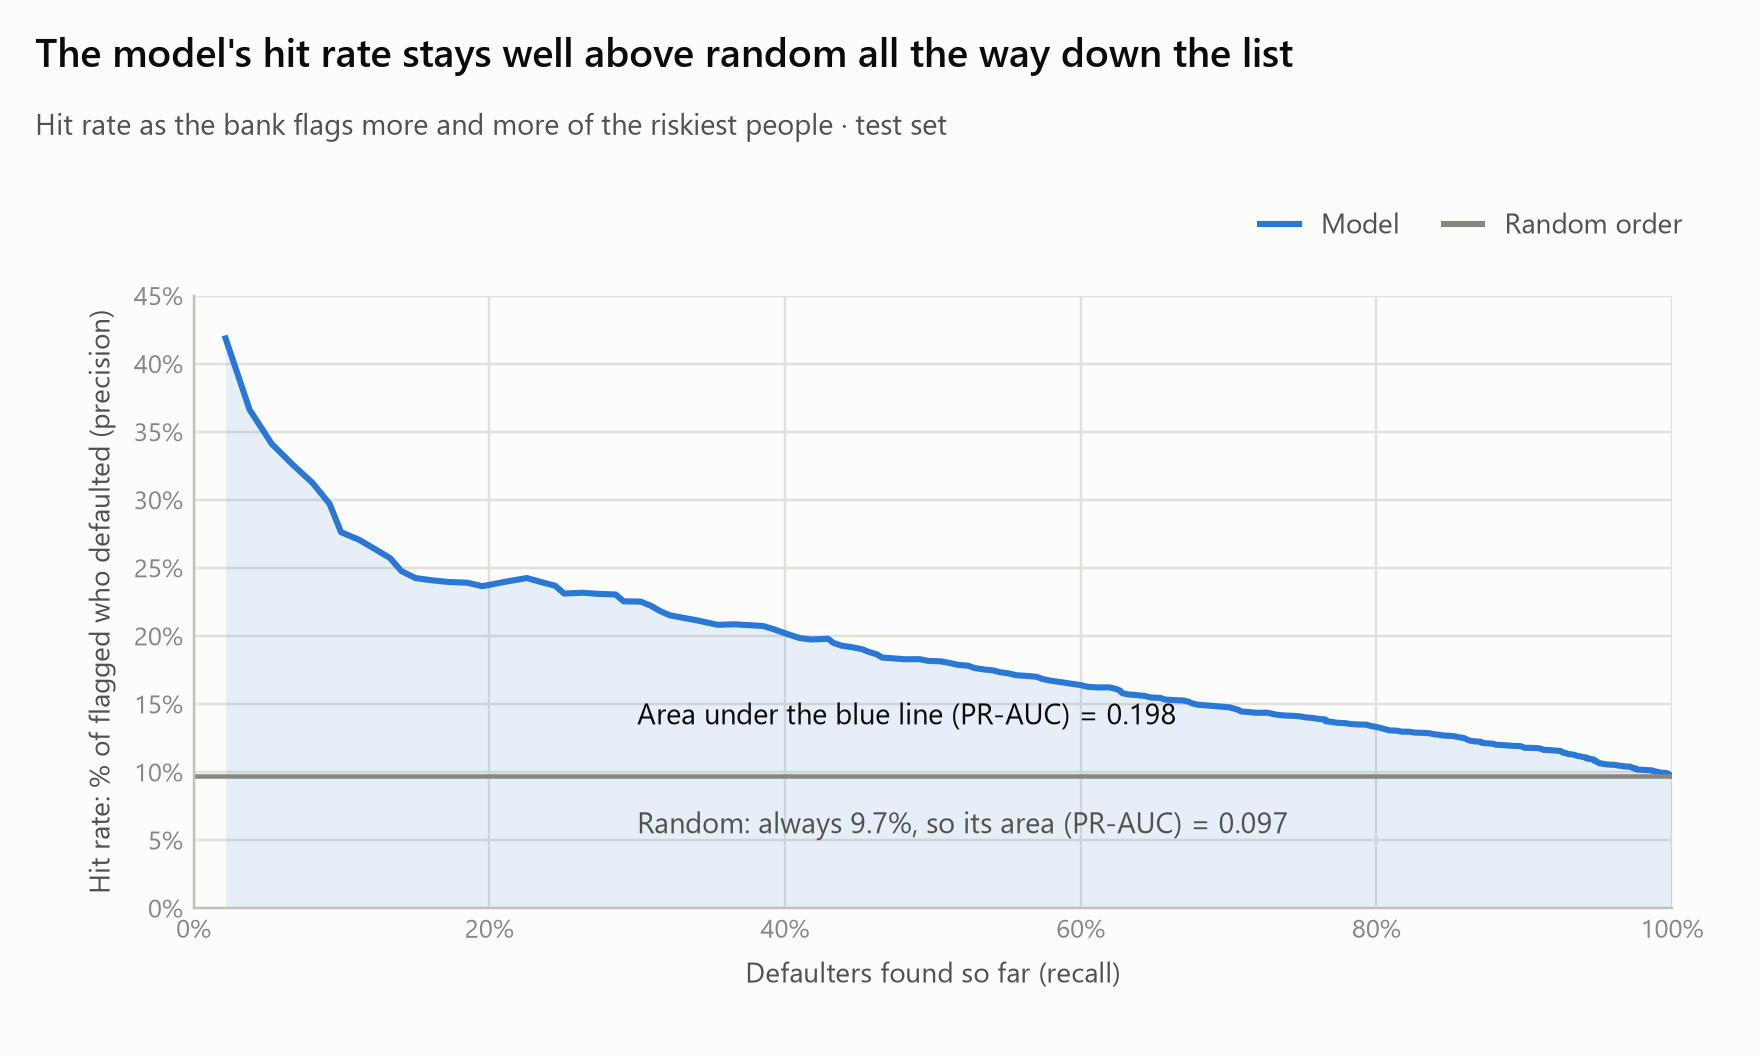 The model's hit rate stays well above random all the way down the list
Hit rate as the bank flags more and more of the riskiest people · test set
Model
Random order
Hit rate: % of flagged who defaulted (precision)
45%
40%
35%
30%
25%
20%
15%
10%
5%
0%
Area under the blue line (PR-AUC) = 0.198
Random: always 9.7%, so its area (PR-AUC) = 0.097
0%
20%
40%
60%
80%
100%
Defaulters found so far (recall)